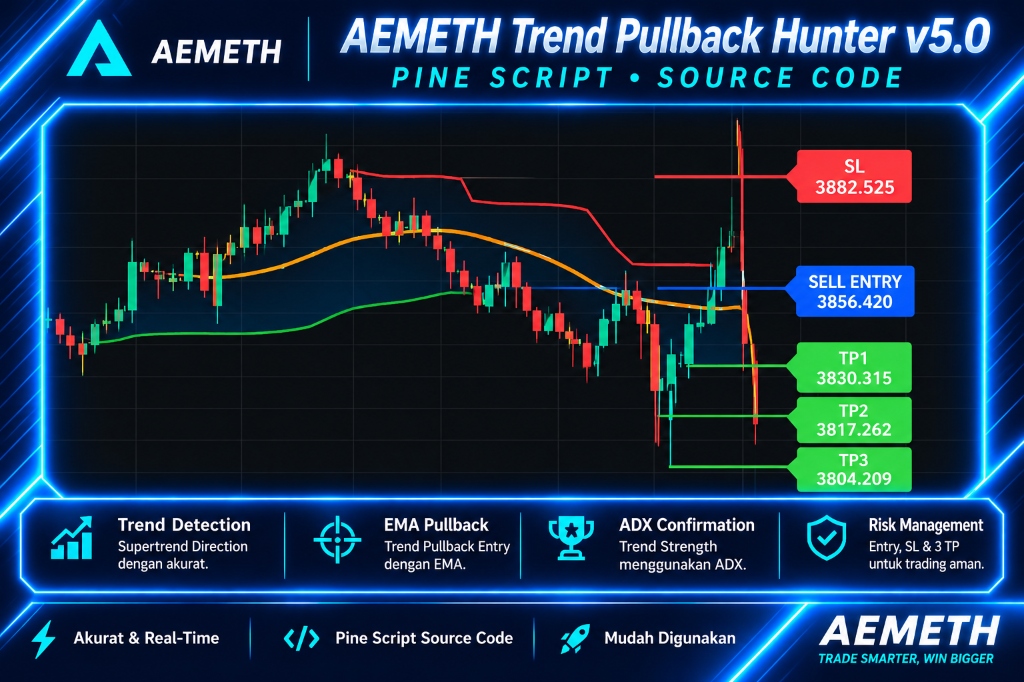 AEMETH
AEMETH Trend Pullback Hunter v5.0
PINE SCRIPT • SOURCE CODE
SL
3882.525
SELL ENTRY
3856.420
TP1
3830.315
TP2
3817.262
TP3
3804.209
Trend Detection
Supertrend Direction
dengan akurat.
EMA Pullback
Trend Pullback Entry
dengan EMA.
ADX Confirmation
Trend Strength
menggunakan ADX.
Risk Management
Entry, SL & 3 TP
untuk trading aman.
Akurat & Real-Time
</> Pine Script Source Code
Mudah Digunakan
AEMETH
TRADE SMARTER, WIN BIGGER